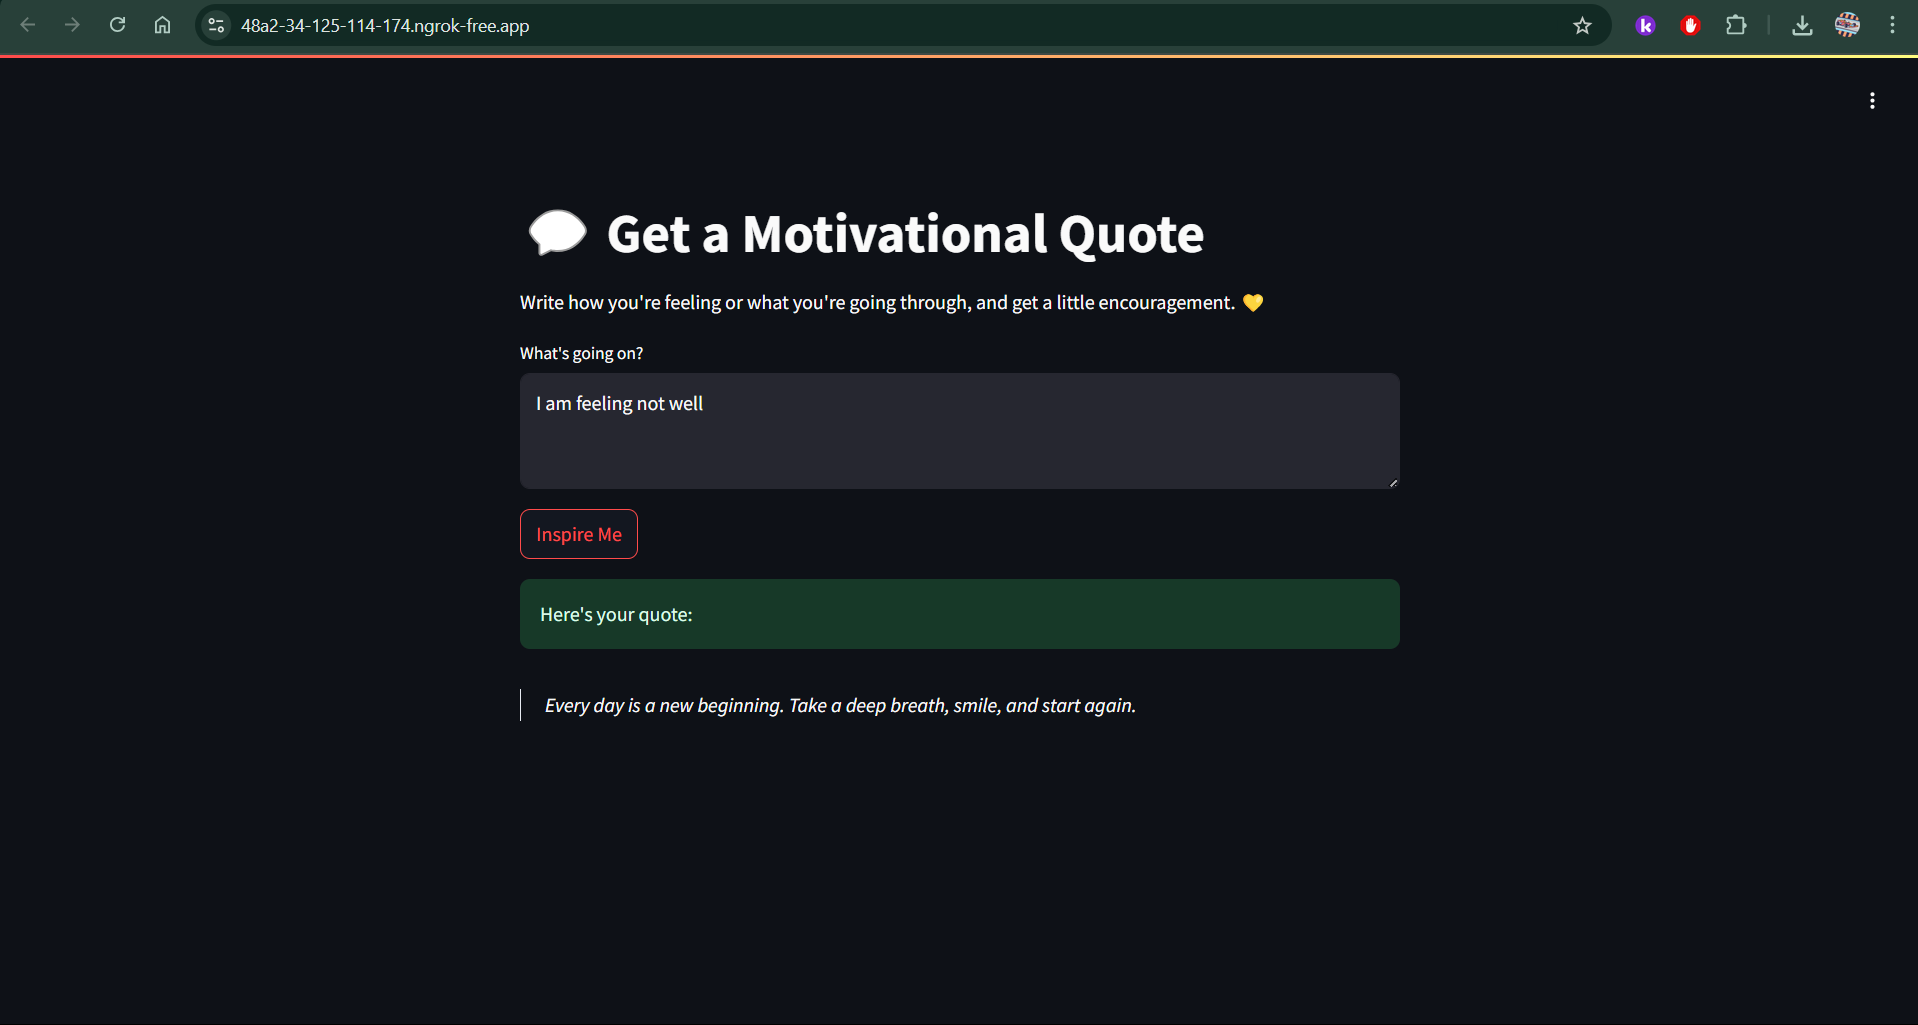 48a2-34-125-114-174.ngrok-free.app
k
💬 Get a Motivational Quote
Write how you're feeling or what you're going through, and get a little encouragement. 💛
What's going on?
I am feeling not well
Inspire Me
Here's your quote:
Every day is a new beginning. Take a deep breath, smile, and start again.